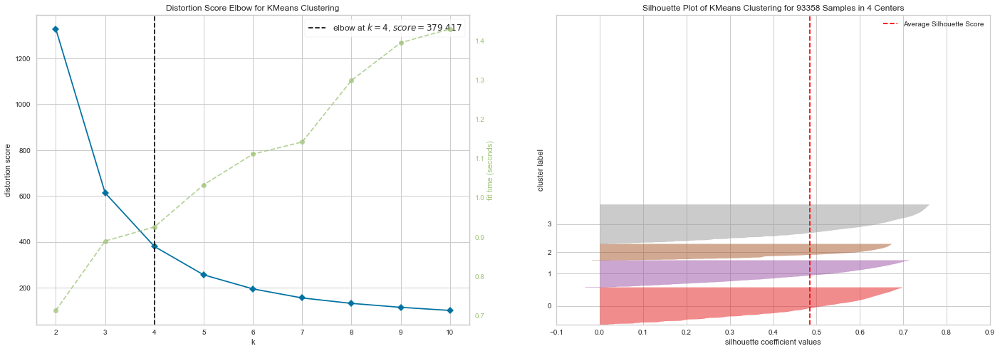 Distortion Score Elbow for KMeans Clustering
elbow at k = 4, score = 379.417
distortion score
1200
1000
800
600
400
200
2 3 4 5 6 7 8 9 10
k
1.4
1.3
1.2
1.1
1.0
0.9
0.8
0.7
fit time (seconds)
Silhouette Plot of KMeans Clustering for 93358 Samples in 4 Centers
Average Silhouette Score
cluster label
3
2
1
0
−0.1 0.0 0.1 0.2 0.3 0.4 0.5 0.6 0.7 0.8 0.9
silhouette coefficient values